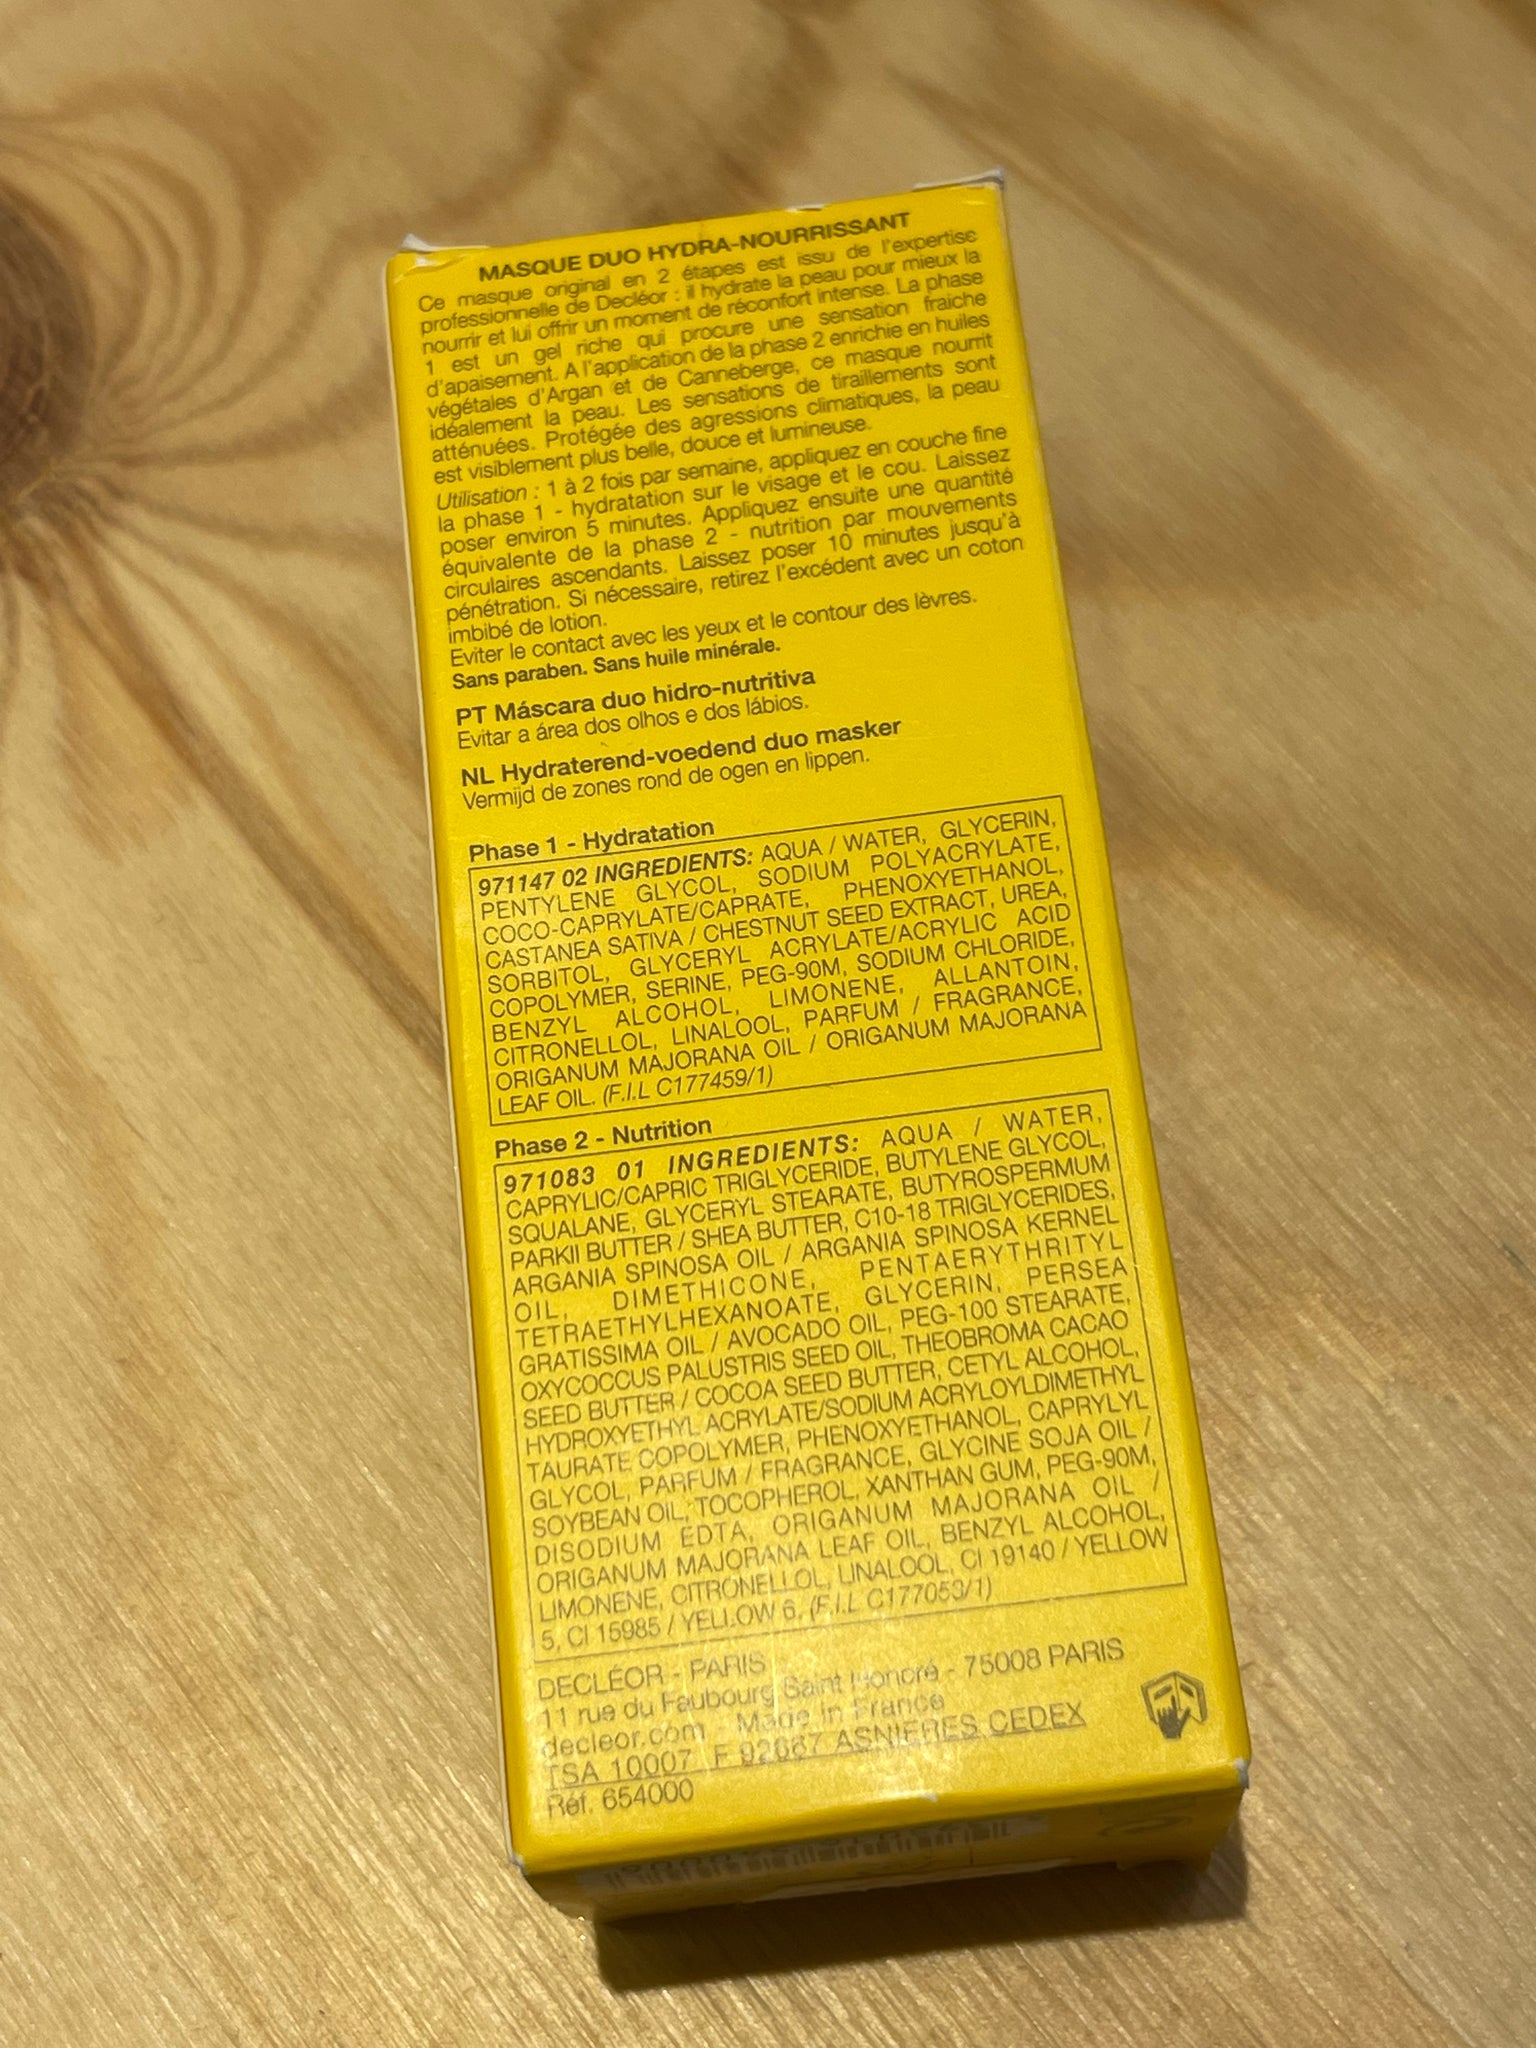 MASQUE DUO HYDRA-NOURRISSANT
Ce masque original en 2 étapes est issu de l'expertise
professionnelle de Decléor : il hydrate la peau pour mieux la
nourrir et lui offrir un moment de réconfort intense. La phase
1 est un gel riche qui procure une sensation fraiche
d'apaisement. A l'application de la phase 2 enrichie en huiles
végétales d'Argan et de Canneberge, ce masque nourrit
idéalement la peau. Les sensations de tiraillements sont
atténuées. Protégée des agressions climatiques, la peau
est visiblement plus belle, douce et lumineuse.
Utilisation : 1 à 2 fois par semaine, appliquez en couche fine
la phase 1 - hydratation sur le visage et le cou. Laissez
poser environ 5 minutes. Appliquez ensuite une quantité
équivalente de la phase 2 - nutrition par mouvements
circulaires ascendants. Laissez poser 10 minutes jusqu'à
pénétration. Si nécessaire, retirez l'excédent avec un coton
imbibé de lotion.
Eviter le contact avec les yeux et le contour des lèvres.
Sans paraben. Sans huile minérale.
PT Máscara duo hidro-nutritiva
Evitar a área dos olhos e dos lábios.
NL Hydraterend-voedend duo masker
Vermijd de zones rond de ogen en lippen.
Phase 1 - Hydratation
971147 02 INGREDIENTS: AQUA / WATER, GLYCERIN,
PENTYLENE GLYCOL, SODIUM POLYACRYLATE,
COCO-CAPRYLATE/CAPRATE, PHENOXYETHANOL,
CASTANEA SATIVA / CHESTNUT SEED EXTRACT, UREA,
SORBITOL, GLYCERYL ACRYLATE/ACRYLIC ACID
COPOLYMER, SERINE, PEG-90M, SODIUM CHLORIDE,
BENZYL ALCOHOL, LIMONENE, ALLANTOIN,
CITRONELLOL, LINALOOL, PARFUM / FRAGRANCE,
ORIGANUM MAJORANA OIL / ORIGANUM MAJORANA
LEAF OIL. (F.I.L C177459/1)
Phase 2 - Nutrition
971083 01 INGREDIENTS: AQUA / WATER,
CAPRYLIC/CAPRIC TRIGLYCERIDE, BUTYLENE GLYCOL,
SQUALANE, GLYCERYL STEARATE, BUTYROSPERMUM
PARKII BUTTER / SHEA BUTTER, C10-18 TRIGLYCERIDES,
ARGANIA SPINOSA OIL / ARGANIA SPINOSA KERNEL
OIL, DIMETHICONE, PENTAERYTHRITYL
TETRAETHYLHEXANOATE, GLYCERIN, PERSEA
GRATISSIMA OIL / AVOCADO OIL, PEG-100 STEARATE,
OXYCOCCUS PALUSTRIS SEED OIL, THEOBROMA CACAO
SEED BUTTER / COCOA SEED BUTTER, CETYL ALCOHOL,
HYDROXYETHYL ACRYLATE/SODIUM ACRYLOYLDIMETHYL
TAURATE COPOLYMER, PHENOXYETHANOL, CAPRYLYL
GLYCOL, PARFUM / FRAGRANCE, GLYCINE SOJA OIL /
SOYBEAN OIL, TOCOPHEROL, XANTHAN GUM, PEG-90M,
DISODIUM EDTA, ORIGANUM MAJORANA OIL /
ORIGANUM MAJORANA LEAF OIL, BENZYL ALCOHOL,
LIMONENE, CITRONELLOL, LINALOOL, CI 19140 / YELLOW
5, CI 15985 / YELLOW 6. (F.I.L C177053/1)
DECLÉOR - PARIS
11 rue du Faubourg Saint Honoré - 75008 PARIS
decleor.com - Made in France
TSA 10007 F 92667 ASNIERES CEDEX
Réf. 654000